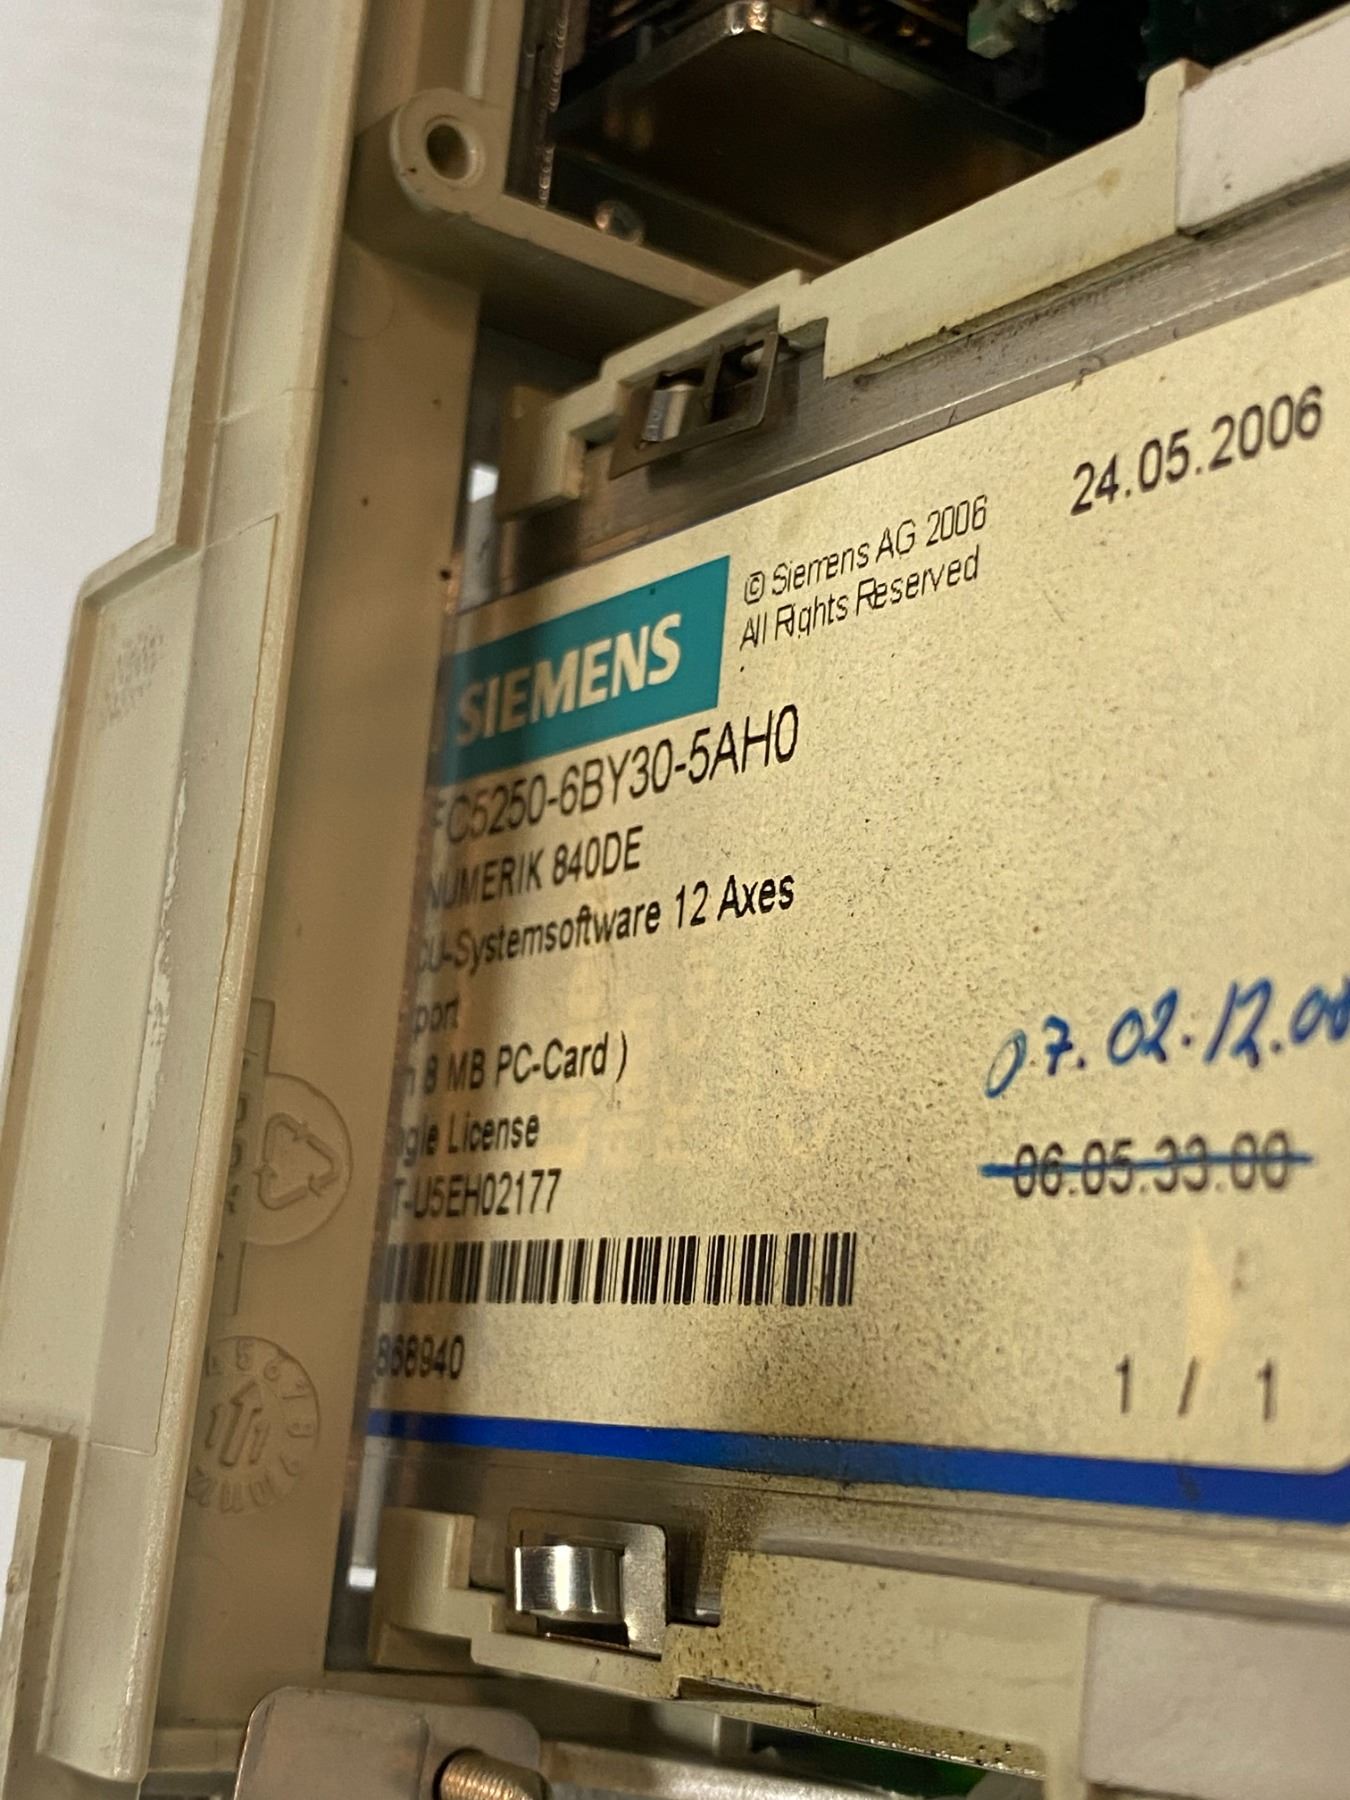 24.05.2006
© Siemens AG 2006
All Rights Reserved
SIEMENS
FC5250-6BY30-5AH0
NUMERIK 840DE
CU-Systemsoftware 12 Axes
port
8 MB PC-Card )
07.02.12.00
License
06.05.33.00
T-U5EH02177
868940
1 / 1